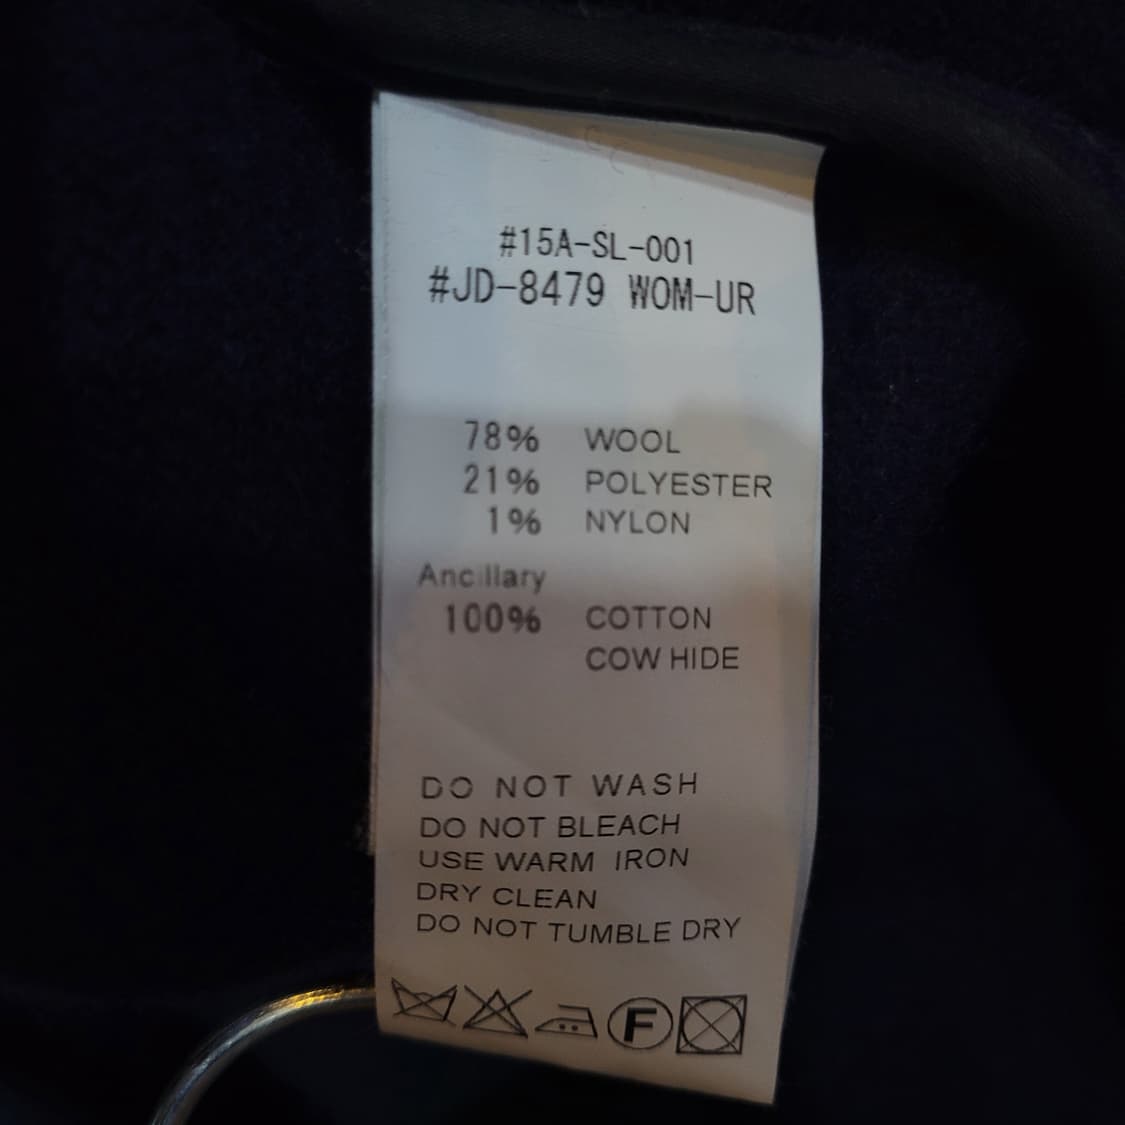 #15A-SL-001
#JD-8479 WOM-UR
78% WOOL
21% POLYESTER
1% NYLON
Ancillary
100% COTTON
COW HIDE
DO NOT WASH
DO NOT BLEACH
USE WARM IRON
DRY CLEAN
DO NOT TUMBLE DRY
F